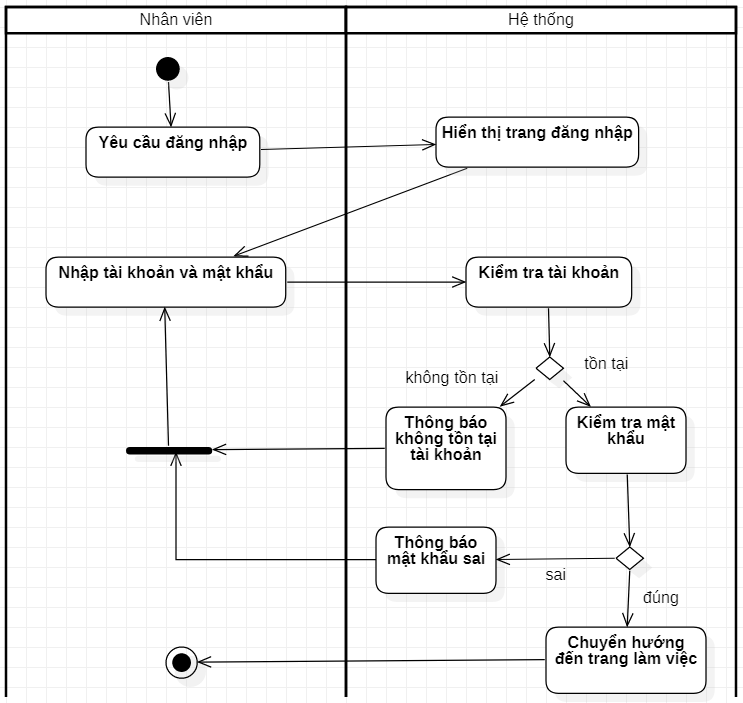 Nhân viên
Hệ thống
Yêu cầu đăng nhập
Hiển thị trang đăng nhập
Nhập tài khoản và mật khẩu
Kiểm tra tài khoản
không tồn tại
tồn tại
Thông báo
không tồn tại
tài khoản
Kiểm tra mật
khẩu
Thông báo
mật khẩu sai
sai
đúng
Chuyển hướng
đến trang làm việc